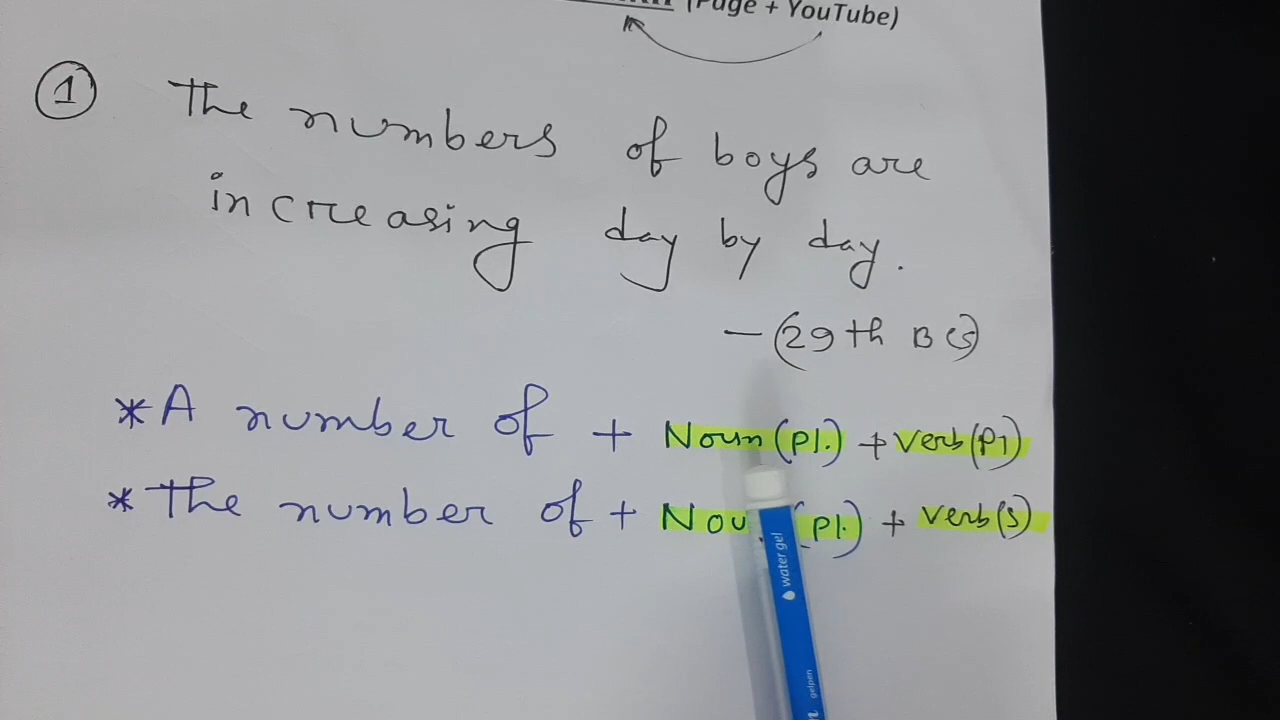 (Page + YouTube)
1 The numbers of boys are
increasing day by day.
– (29th BCS)
* A number of + Noun(pl.) + verb(pl)
* The number of + Nou (pl.) + verb(s)
water gel
gelpen